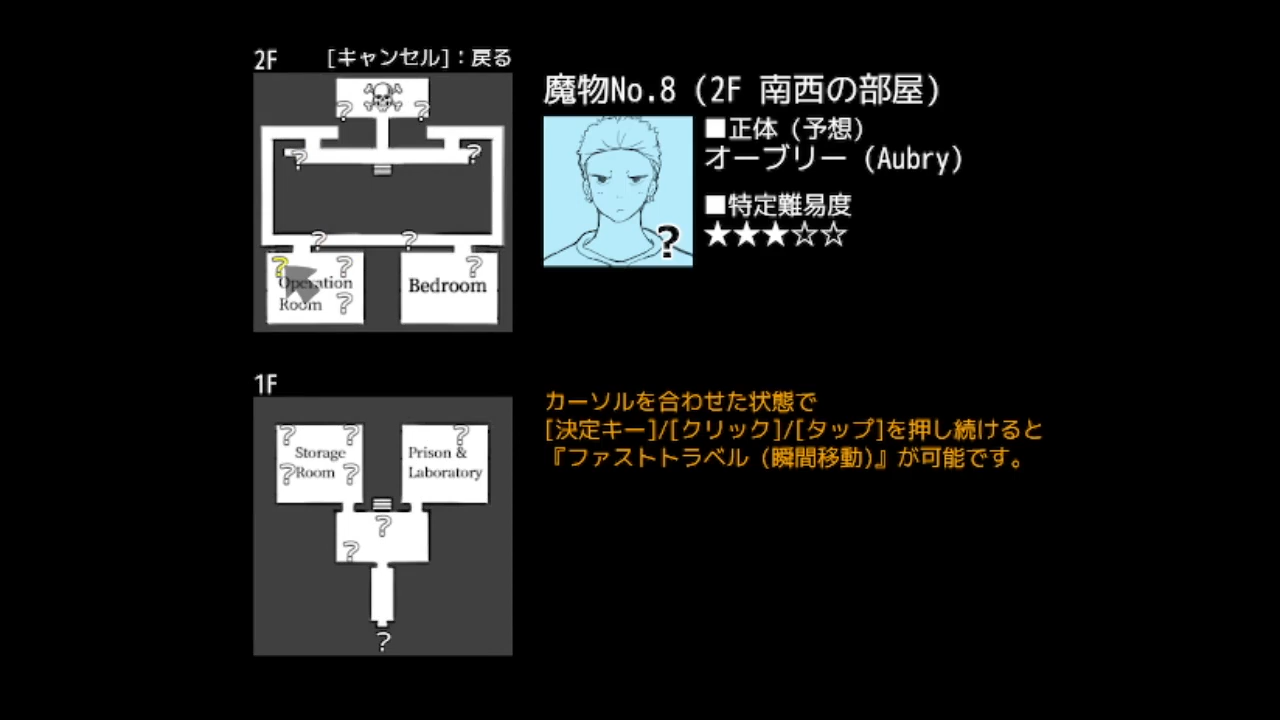 2F [キャンセル]:戻る
魔物No.8 (2F 南西の部屋)
■正体 (予想)
オーブリー (Aubry)
■特定難易度
★★★☆☆
?
? ?
? ?
? ?
? ? ?
Operation
Room ?
Bedroom
1F
? ? ?
Storage
?Room ?
Prison &
Laboratory
?
?
?
カーソルを合わせた状態で
[決定キー]/[クリック]/[タップ]を押し続けると
『ファストトラベル (瞬間移動)』が可能です。